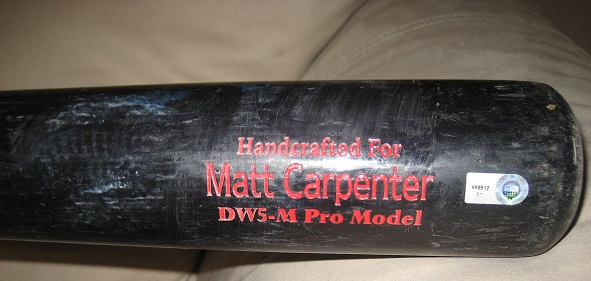 Handcrafted For
Matt Carpenter
DW5-M Pro Model